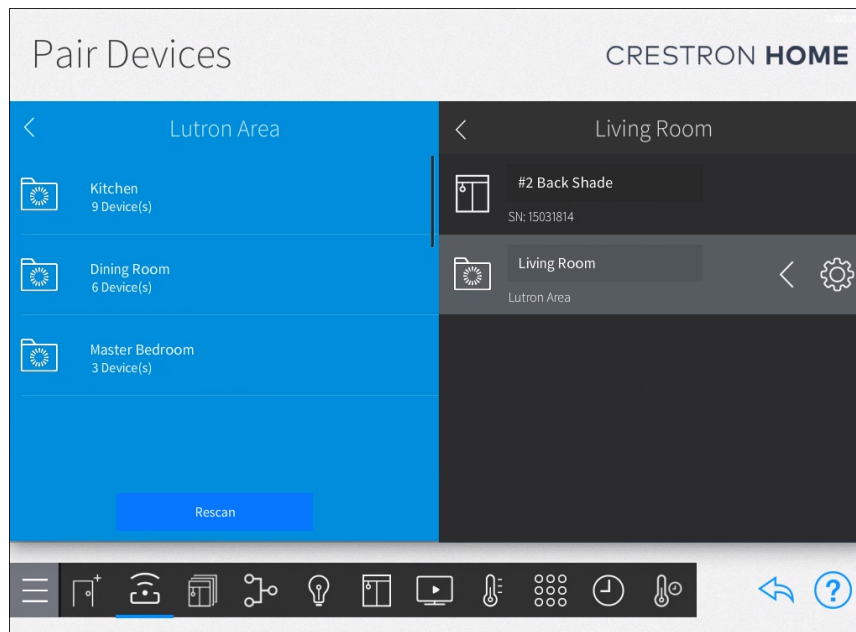 Pair Devices
CRESTRON HOME
Lutron Area
Kitchen
9 Device(s)
Dining Room
6 Device(s)
Master Bedroom
3 Device(s)
Rescan
Living Room
#2 Back Shade
SN: 15031814
Living Room
Lutron Area
?